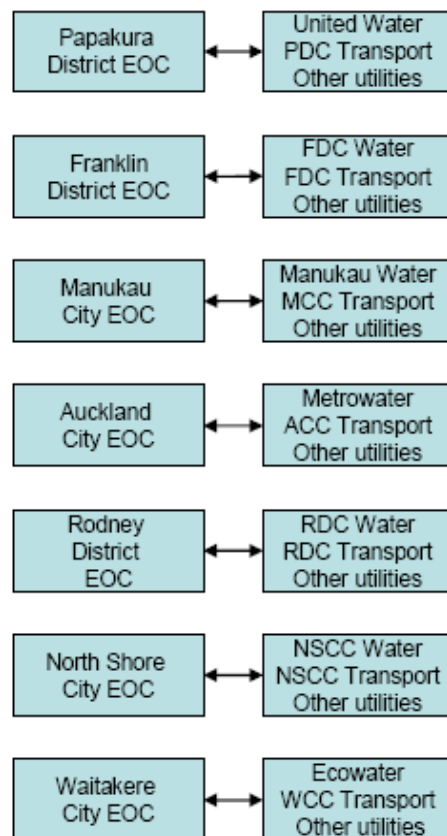 Papakura
District EOC
United Water
PDC Transport
Other utilities
Franklin
District EOC
FDC Water
FDC Transport
Other utilities
Manukau
City EOC
Manukau Water
MCC Transport
Other utilities
Auckland
City EOC
Metrowater
ACC Transport
Other utilities
Rodney
District
EOC
RDC Water
RDC Transport
Other utilities
North Shore
City EOC
NSCC Water
NSCC Transport
Other utilities
Waitakere
City EOC
Ecowater
WCC Transport
Other utilities